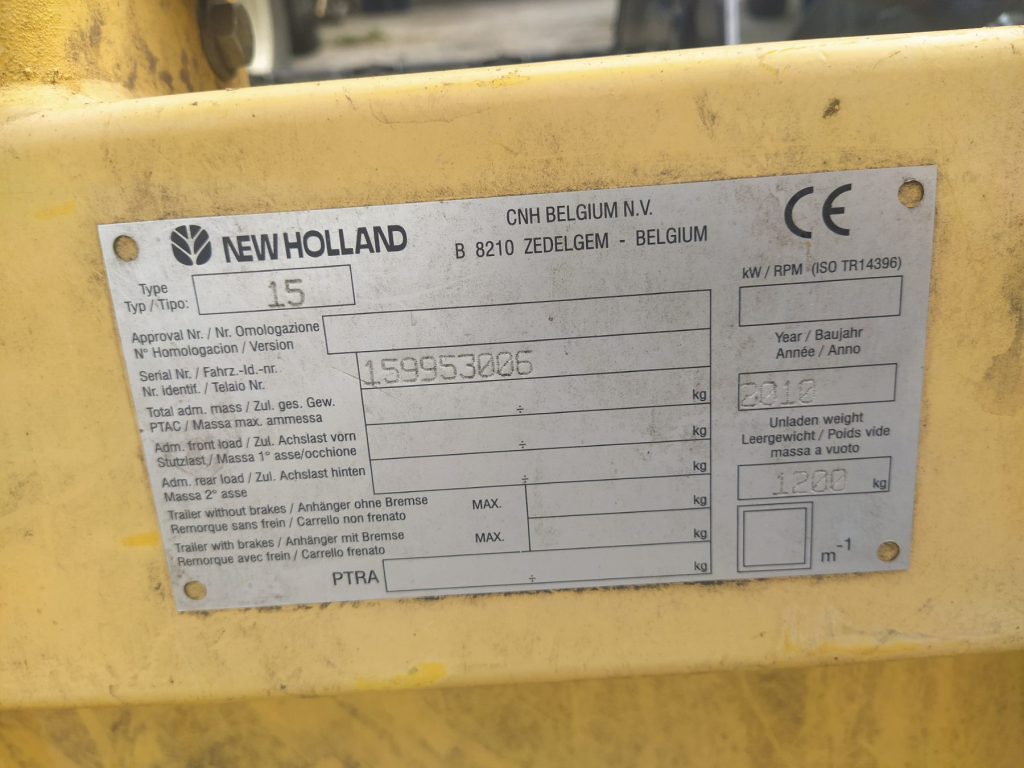 NEW HOLLAND
CNH BELGIUM N.V.
B 8210 ZEDELGEM - BELGIUM
CE
Type
Typ / Tipo:
15
Approval Nr. / Nr. Omologazione
N° Homologacion / Version
Serial Nr. / Fahrz.-Id.-nr.
Nr. identif. / Telaio Nr.
159953006
Total adm. mass / Zul. ges. Gew.
PTAC / Massa max. ammessa
÷ kg
Adm. front load / Zul. Achslast vorn
Stutzlast / Massa 1° asse/occhione
÷ kg
Adm. rear load / Zul. Achslast hinten
Massa 2° asse
÷ kg
Trailer without brakes / Anhänger ohne Bremse
Remorque sans frein / Carrello non frenato
MAX. kg
Trailer with brakes / Anhänger mit Bremse
Remorque avec frein / Carrello frenato
MAX. kg
PTRA ÷ kg
kW / RPM (ISO TR14396)
Year / Baujahr
Année / Anno
2010
Unladen weight
Leergewicht / Poids vide
massa a vuoto
1200 kg
m-1